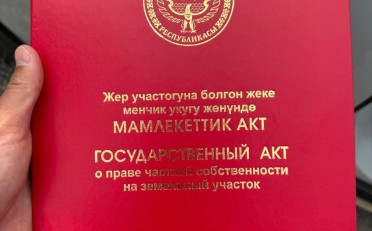 РЕСПУБЛИКАСЫ
Жер участогуна болгон жеке
менчик укугу жөнүндө
МАМЛЕКЕТТИК АКТ
ГОСУДАРСТВЕННЫЙ АКТ
о праве частной собственности
на земельный участок